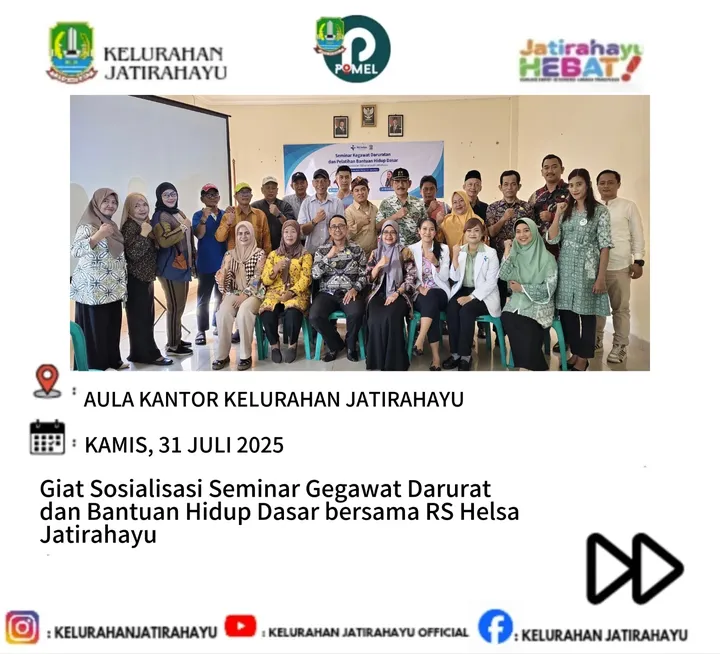 KELURAHAN
JATIRAHAYU
POMEL
Jatirahayu
HEBAT!
Seminar Gegawat Daruratan
dan Pelatihan Bantuan Hidup Dasar
: AULA KANTOR KELURAHAN JATIRAHAYU
: KAMIS, 31 JULI 2025
Giat Sosialisasi Seminar Gegawat Darurat
dan Bantuan Hidup Dasar bersama RS Helsa
Jatirahayu
: KELURAHANJATIRAHAYU
: KELURAHAN JATIRAHAYU OFFICIAL
: KELURAHAN JATIRAHAYU